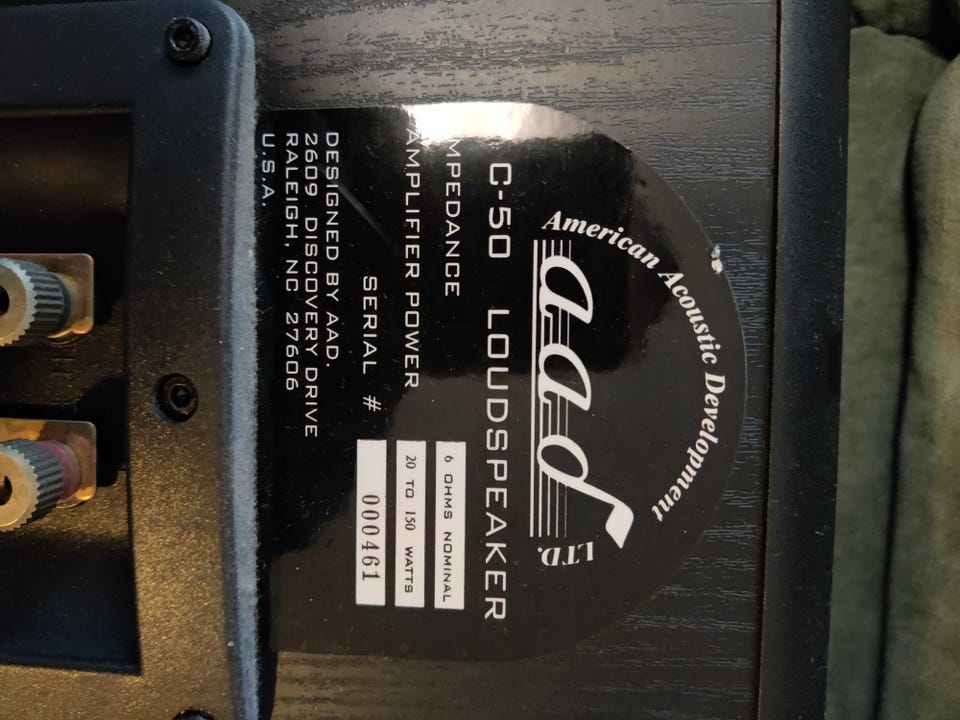 American Acoustic Development
LTD.
aad
C-50 LOUDSPEAKER
IMPEDANCE 6 OHMS NOMINAL
AMPLIFIER POWER 20 TO 150 WATTS
SERIAL # 000461
DESIGNED BY AAD.
2609 DISCOVERY DRIVE
RALEIGH, NC 27606
U.S.A.